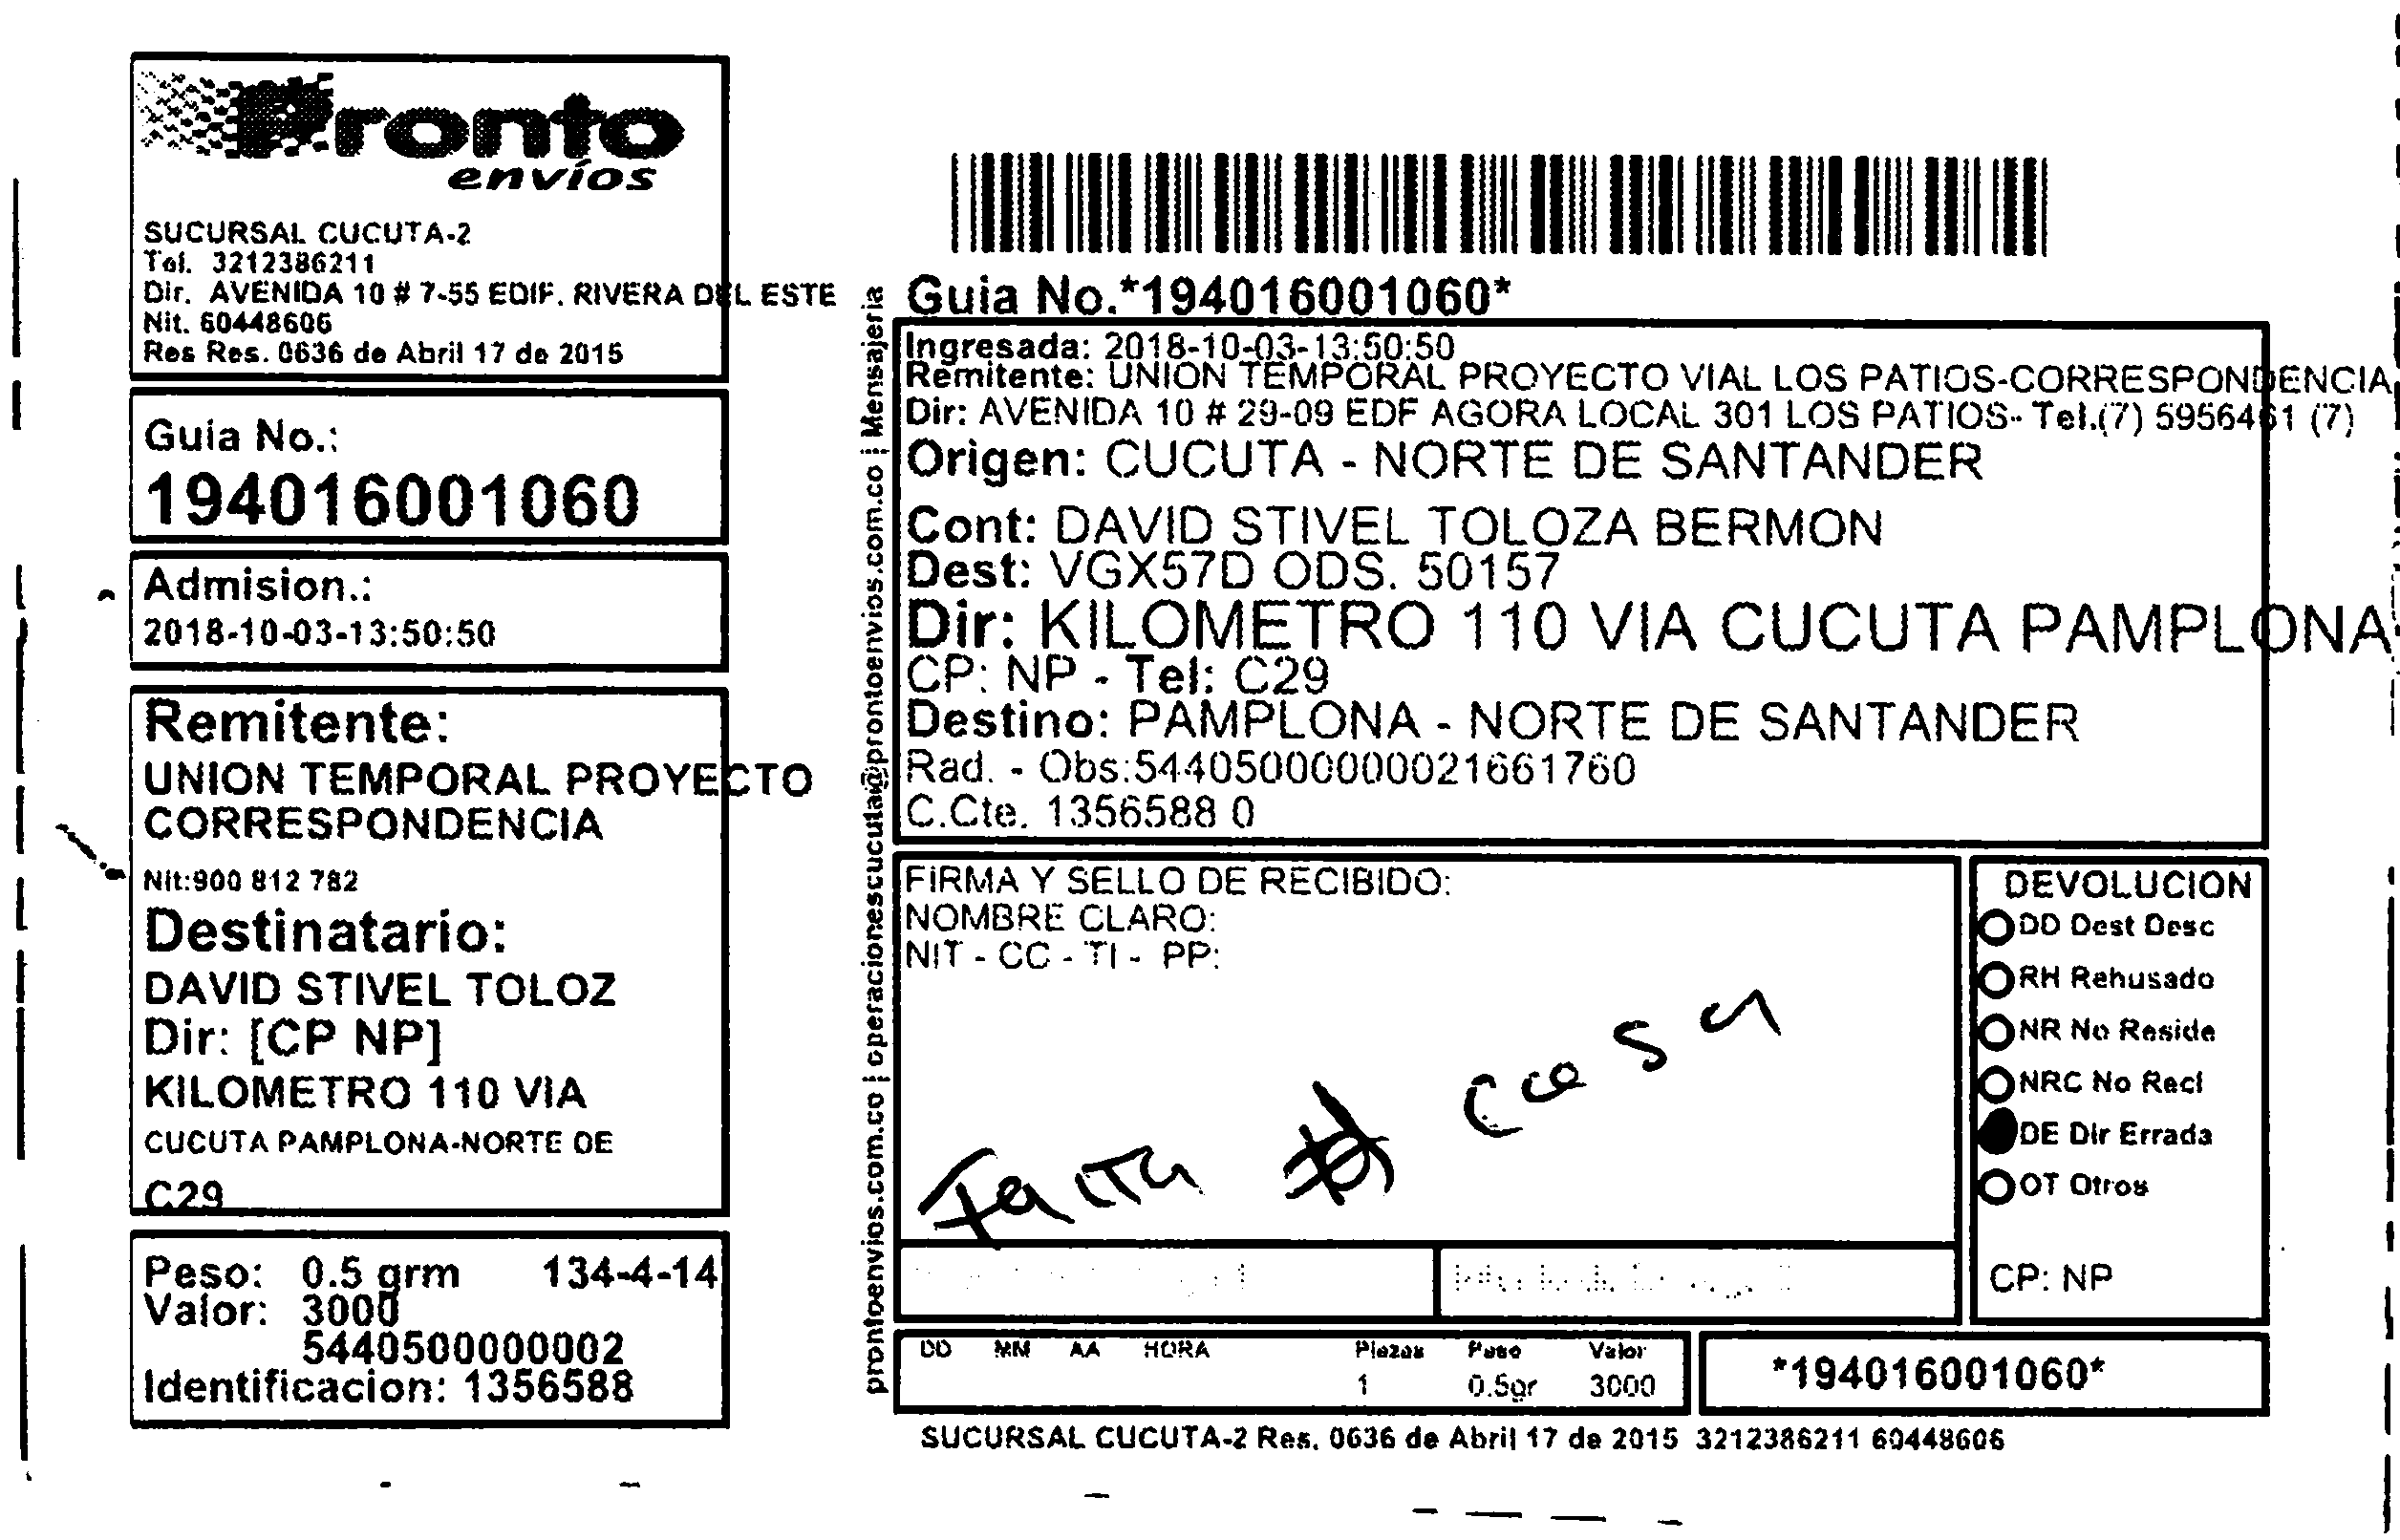 Pronto
envíos
SUCURSAL CUCUTA-2
Tel. 3212386211
Dir. AVENIDA 10 # 7-55 EDIF. RIVERA DEL ESTE
Nit. 60448606
Res Res. 0636 de Abril 17 de 2015
Guia No.:
194016001060
Admision.:
2018-10-03-13:50:50
Remitente:
UNION TEMPORAL PROYECTO
CORRESPONDENCIA
Nit:900 812 782
Destinatario:
DAVID STIVEL TOLOZ
Dir: [CP NP]
KILOMETRO 110 VIA
CUCUTA PAMPLONA-NORTE DE
C29
Peso: 0.5 grm 134-4-14
Valor: 3000
5440500000002
Identificacion: 1356588
prontoenvios.com.co | operacionescucuta@prontoenvios.com.co | Mensajeria
Guia No.*194016001060*
Ingresada: 2018-10-03-13:50:50
Remitente: UNION TEMPORAL PROYECTO VIAL LOS PATIOS-CORRESPONDENCIA
Dir: AVENIDA 10 # 29-09 EDF AGORA LOCAL 301 LOS PATIOS- Tel.(7) 5956461 (7)
Origen: CUCUTA - NORTE DE SANTANDER
Cont: DAVID STIVEL TOLOZA BERMON
Dest: VGX57D ODS. 50157
Dir: KILOMETRO 110 VIA CUCUTA PAMPLONA-
CP: NP - Tel: C29
Destino: PAMPLONA - NORTE DE SANTANDER
Rad. - Obs:544050000000021661760
C.Cte. 1356588 0
FIRMA Y SELLO DE RECIBIDO:
NOMBRE CLARO:
NIT - CC - TI - PP:
Falta # casa
DEVOLUCION
DD Dest Desc
RH Rehusado
NR No Reside
NRC No Recl
DE Dir Errada
OT Otros
CP: NP
DD MM AA HORA Piezas Peso Valor
1 0.5gr 3000
*194016001060*
SUCURSAL CUCUTA-2 Res. 0636 de Abril 17 de 2015 3212386211 60448606